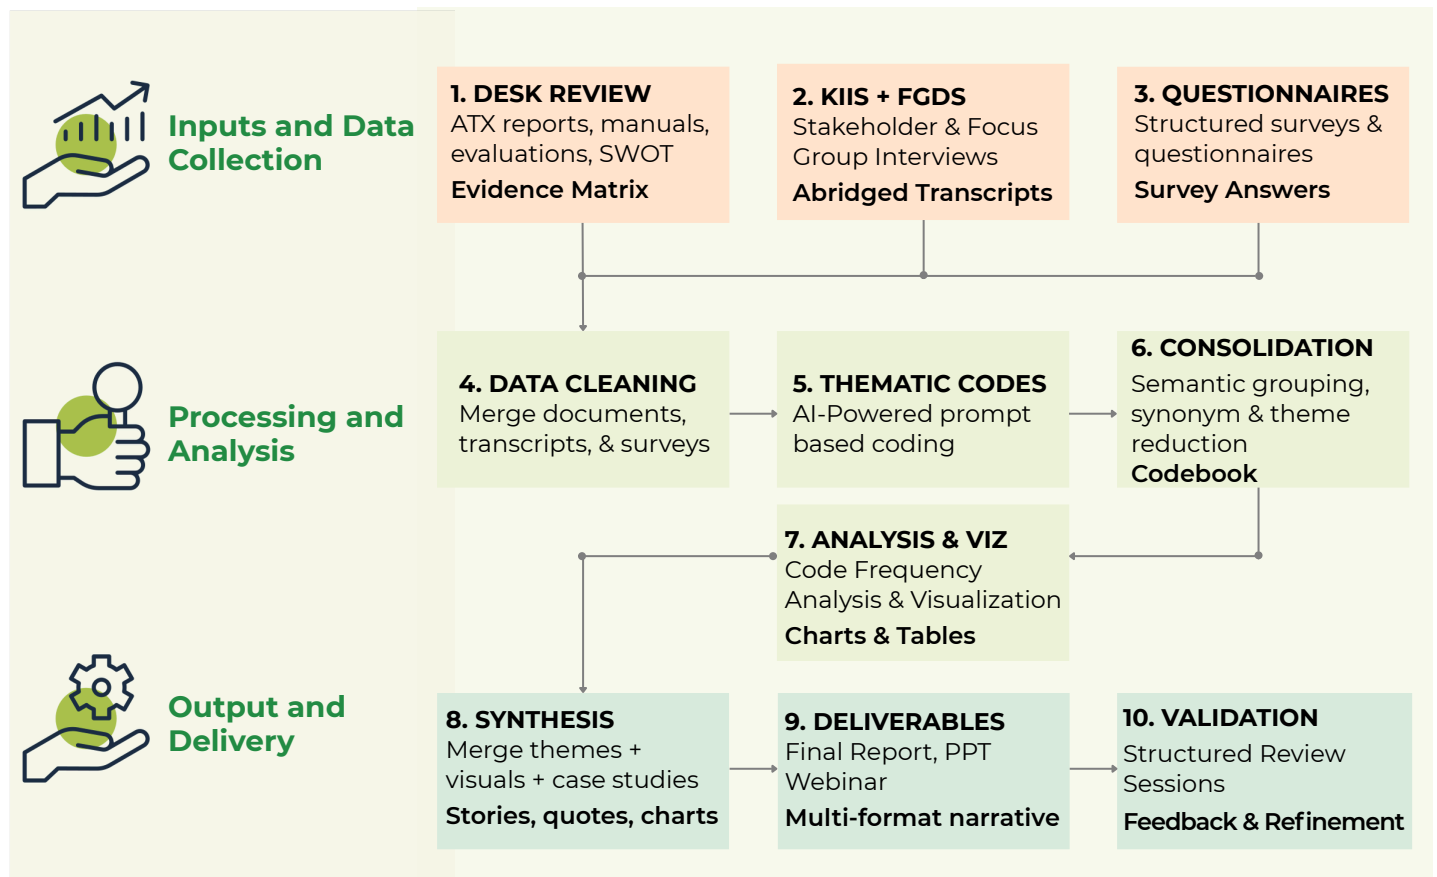 Inputs and Data
Collection
1. DESK REVIEW
ATX reports, manuals,
evaluations, SWOT
Evidence Matrix
2. KIIS + FGDS
Stakeholder & Focus
Group Interviews
Abridged Transcripts
3. QUESTIONNAIRES
Structured surveys &
questionnaires
Survey Answers
Processing and
Analysis
4. DATA CLEANING
Merge documents,
transcripts, & surveys
5. THEMATIC CODES
AI-Powered prompt
based coding
6. CONSOLIDATION
Semantic grouping,
synonym & theme
reduction
Codebook
7. ANALYSIS & VIZ
Code Frequency
Analysis & Visualization
Charts & Tables
Output and
Delivery
8. SYNTHESIS
Merge themes +
visuals + case studies
Stories, quotes, charts
9. DELIVERABLES
Final Report, PPT
Webinar
Multi-format narrative
10. VALIDATION
Structured Review
Sessions
Feedback & Refinement